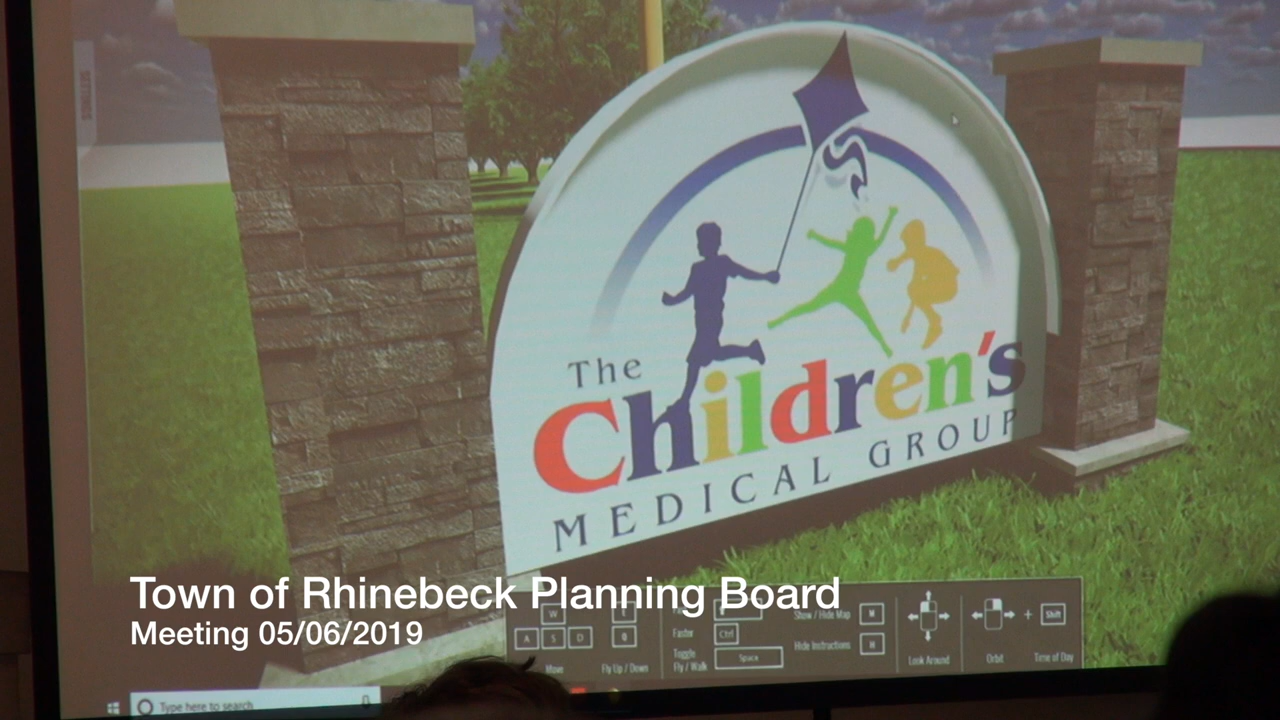 The
Children's
MEDICAL GROUP
Town of Rhinebeck Planning Board
Meeting 05/06/2019
W E
A S D Q
Move
Fly Up / Down
Faster Ctrl
Toggle
Fly / Walk Space
Show / Hide Map M
Hide Instructions H
Look Around
Orbit
+ Shift
Time of Day
Type here to search